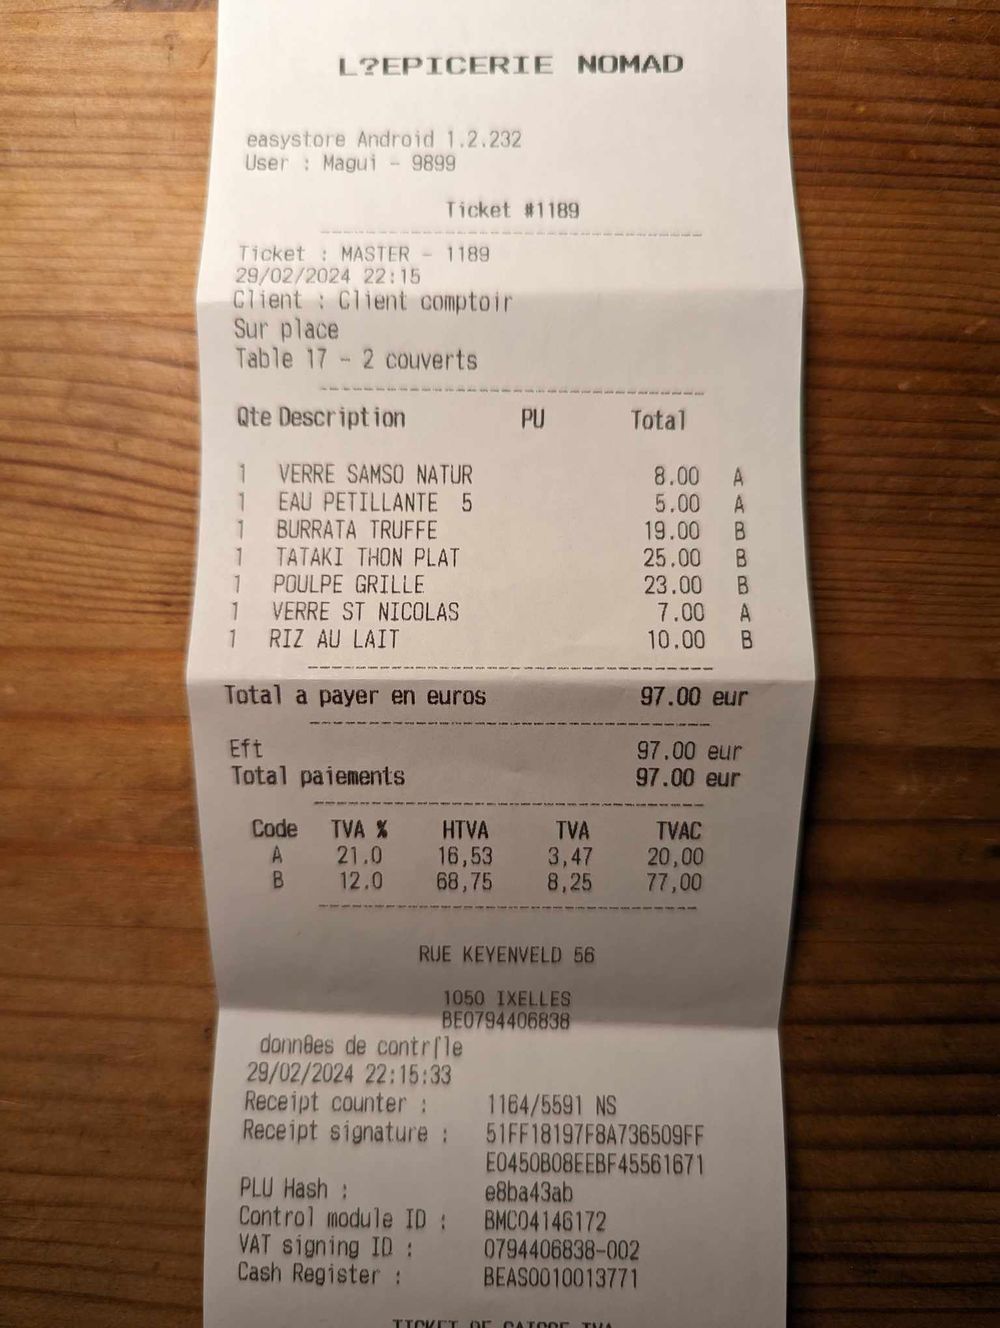 L?EPICERIE NOMAD
easystore Android 1.2.232
User : Magui - 9899
Ticket #1189
Ticket : MASTER - 1189
29/02/2024 22:15
Client : Client comptoir
Sur place
Table 17 - 2 couverts
Qte Description PU Total
1 VERRE SAMSO NATUR 8.00 A
1 EAU PETILLANTE 5 5.00 A
1 BURRATA TRUFFE 19.00 B
1 TATAKI THON PLAT 25.00 B
1 POULPE GRILLE 23.00 B
1 VERRE ST NICOLAS 7.00 A
1 RIZ AU LAIT 10.00 B
Total a payer en euros 97.00 eur
Eft 97.00 eur
Total paiements 97.00 eur
Code TVA % HTVA TVA TVAC
A 21.0 16,53 3,47 20,00
B 12.0 68,75 8,25 77,00
RUE KEYENVELD 56
1050 IXELLES
BE0794406838
donnθes de contr⌠le
29/02/2024 22:15:33
Receipt counter : 1164/5591 NS
Receipt signature : 51FF18197F8A736509FF
E0450B08EEBF45561671
PLU Hash : e8ba43ab
Control module ID : BMC04146172
VAT signing ID : 0794406838-002
Cash Register : BEAS0010013771
TICKET DE CAISSE TVA